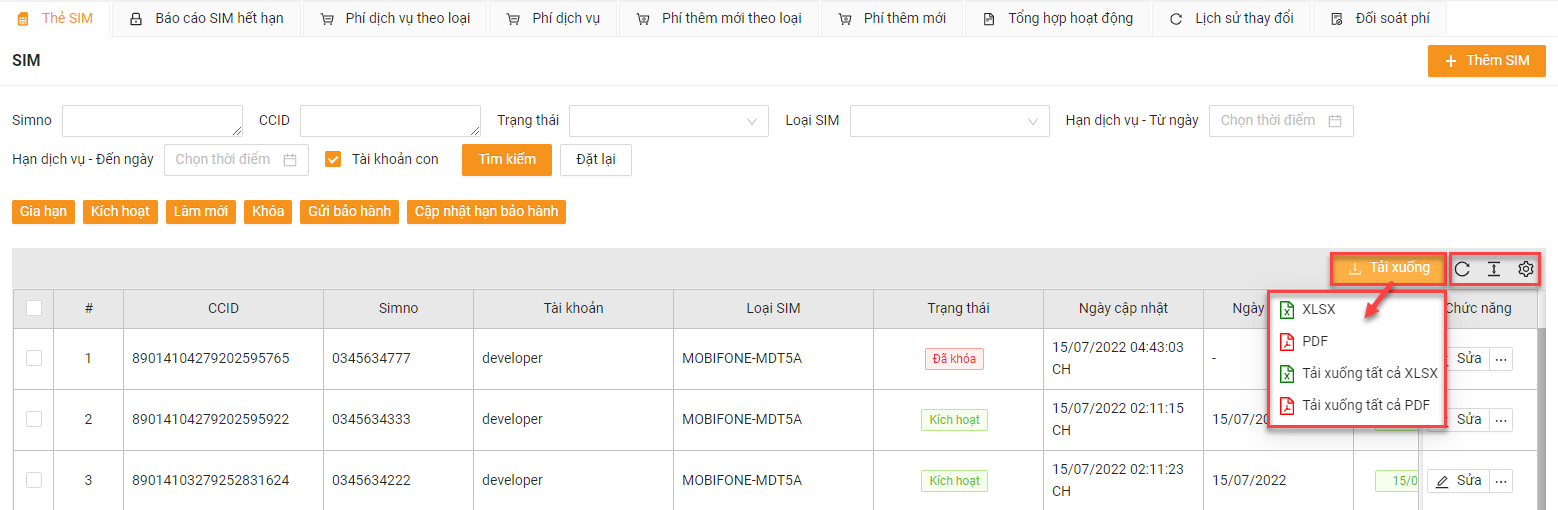 Thẻ SIM Báo cáo SIM hết hạn Phí dịch vụ theo loại Phí dịch vụ Phí thêm mới theo loại Phí thêm mới Tổng hợp hoạt động Lịch sử thay đổi Đối soát phí
SIM Thêm SIM
Simno CCID Trạng thái Loại SIM Hạn dịch vụ - Từ ngày Chọn thời điểm
Hạn dịch vụ - Đến ngày Chọn thời điểm Tài khoản con Tìm kiếm Đặt lại
Gia hạn Kích hoạt Làm mới Khóa Gửi bảo hành Cập nhật hạn bảo hành
Tải xuống
# CCID Simno Tài khoản Loại SIM Trạng thái Ngày cập nhật Ngày Chức năng
XLSX
PDF
Tải xuống tất cả XLSX
Tải xuống tất cả PDF
1 89014104279202595765 0345634777 developer MOBIFONE-MDT5A Đã khóa 15/07/2022 04:43:03 CH - Sửa ...
2 89014104279202595922 0345634333 developer MOBIFONE-MDT5A Kích hoạt 15/07/2022 02:11:15 CH 15/07/20 Sửa ...
3 89014103279252831624 0345634222 developer MOBIFONE-MDT5A Kích hoạt 15/07/2022 02:11:23 CH 15/07/2022 15/0 Sửa ...